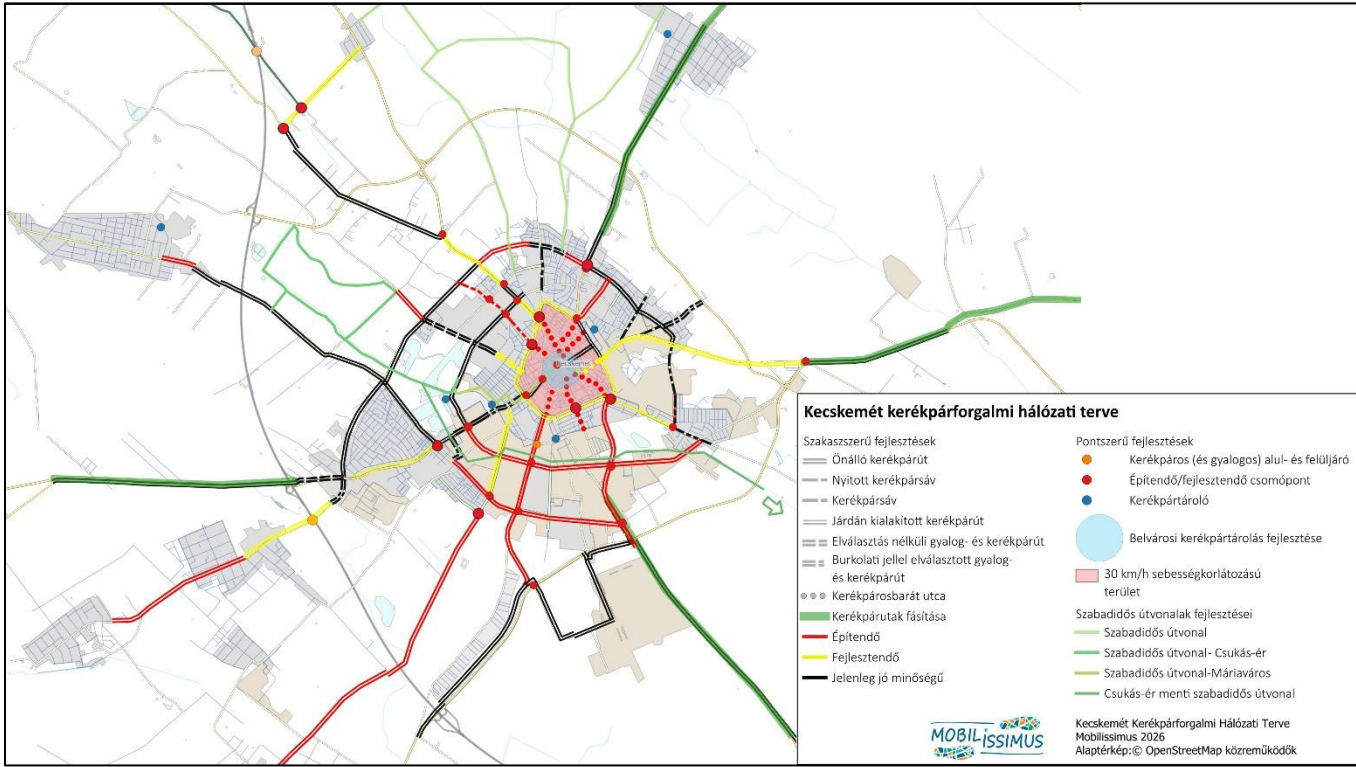 Kecskemét
Kecskemét kerékpárforgalmi hálózati terve
Szakaszszerű fejlesztések
Önálló kerékpárút
Nyitott kerékpársáv
Kerékpársáv
Járdán kialakított kerékpárút
Elválasztás nélküli gyalog- és kerékpárút
Burkolati jellel elválasztott gyalog-
és kerékpárút
Kerékpárosbarát utca
Kerékpárutak fásítása
Építendő
Fejlesztendő
Jelenleg jó minőségű
Pontszerű fejlesztések
Kerékpáros (és gyalogos) alul- és felüljáró
Építendő/fejlesztendő csomópont
Kerékpártároló
Belvárosi kerékpártárolás fejlesztése
30 km/h sebességkorlátozású
terület
Szabadidős útvonalak fejlesztései
Szabadidős útvonal
Szabadidős útvonal- Csukás-ér
Szabadidős útvonal-Máriaváros
Csukás-ér menti szabadidős útvonal
MOBILISSIMUS
Kecskemét Kerékpárforgalmi Hálózati Terve
Mobilissimus 2026
Alaptérkép:© OpenStreetMap közreműködők